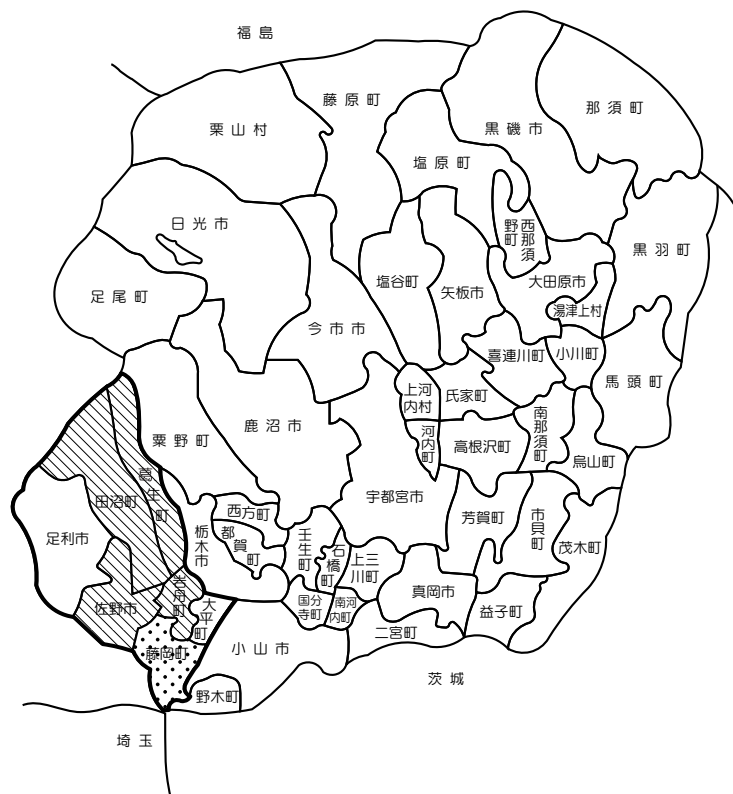 福島
藤原町
那須町
栗山村
黒磯市
塩原町
日光市
西那須
野町
黒羽町
塩谷町
大田原市
足尾町
矢板市
湯津上村
今市市
喜連川町
小川町
馬頭町
上河
内村
氏家町
鹿沼市
粟野町
南那須町
河内町
高根沢町
烏山町
葛生町
田沼町
宇都宮市
西方町
芳賀町
市貝町
足利市
栃木市
都賀町
壬生町
石橋町
上三
川町
茂木町
岩舟町
真岡市
佐野市
大平町
国分
寺町
南河
内町
益子町
二宮町
藤岡町
小山市
茨城
野木町
埼玉